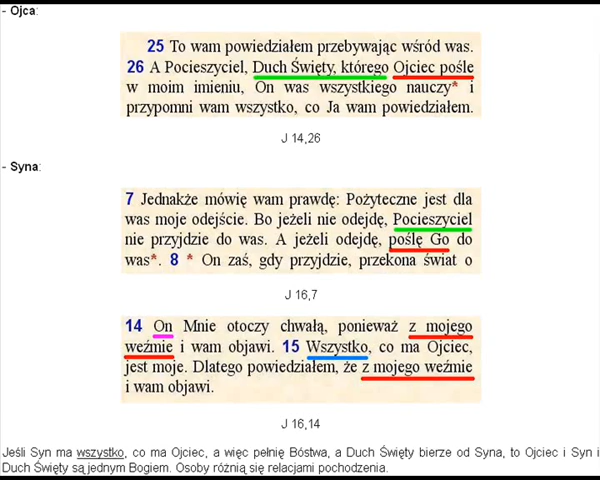 - Ojca:
25 To wam powiedziałem przebywając wśród was.
26 A Pocieszyciel, Duch Święty, którego Ojciec pośle
w moim imieniu, On was wszystkiego nauczy* i
przypomni wam wszystko, co Ja wam powiedziałem.
J 14,26
- Syna:
7 Jednakże mówię wam prawdę: Pożyteczne jest dla
was moje odejście. Bo jeżeli nie odejdę, Pocieszyciel
nie przyjdzie do was. A jeżeli odejdę, poślę Go do
was*. 8 * On zaś, gdy przyjdzie, przekona świat o
J 16,7
14 On Mnie otoczy chwałą, ponieważ z mojego
weźmie i wam objawi. 15 Wszystko, co ma Ojciec,
jest moje. Dlatego powiedziałem, że z mojego weźmie
i wam objawi.
J 16,14
Jeśli Syn ma wszystko, co ma Ojciec, a więc pełnię Bóstwa, a Duch Święty bierze od Syna, to Ojciec i Syn i
Duch Święty są jednym Bogiem. Osoby różnią się relacjami pochodzenia.